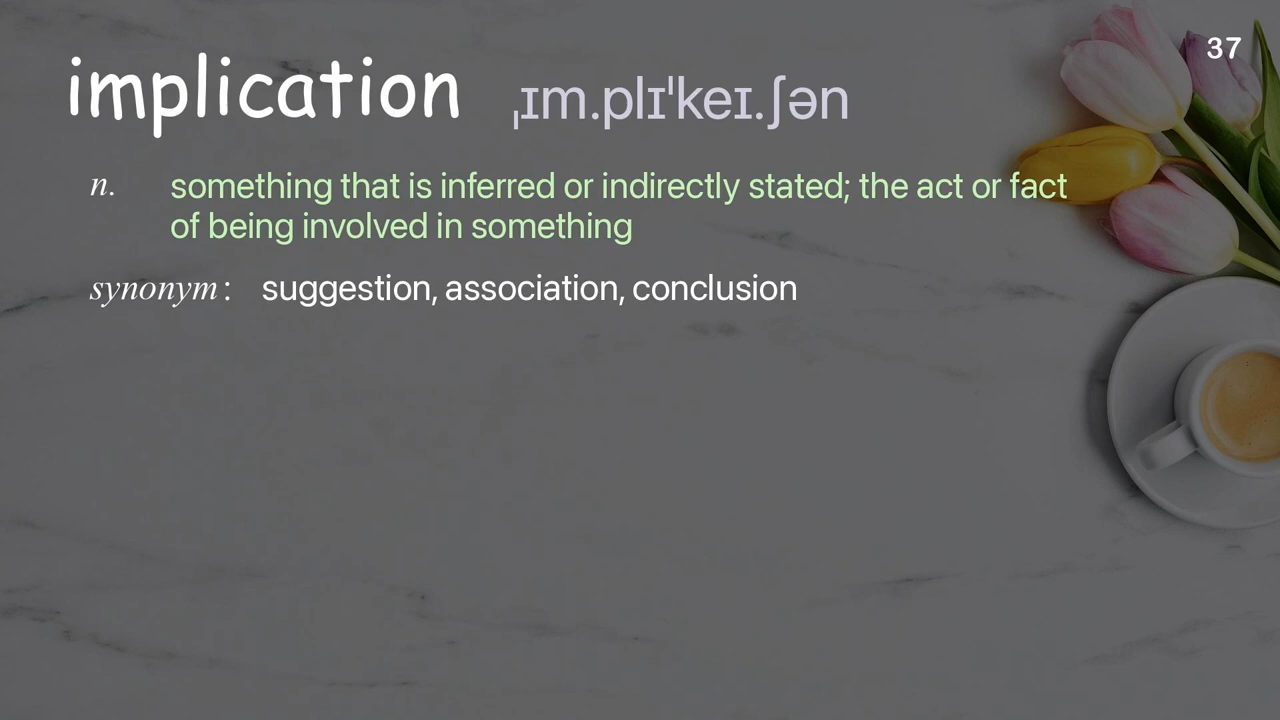 37
implication ˌɪm.plɪˈkeɪ.ʃən
n. something that is inferred or indirectly stated; the act or fact
of being involved in something
synonym: suggestion, association, conclusion